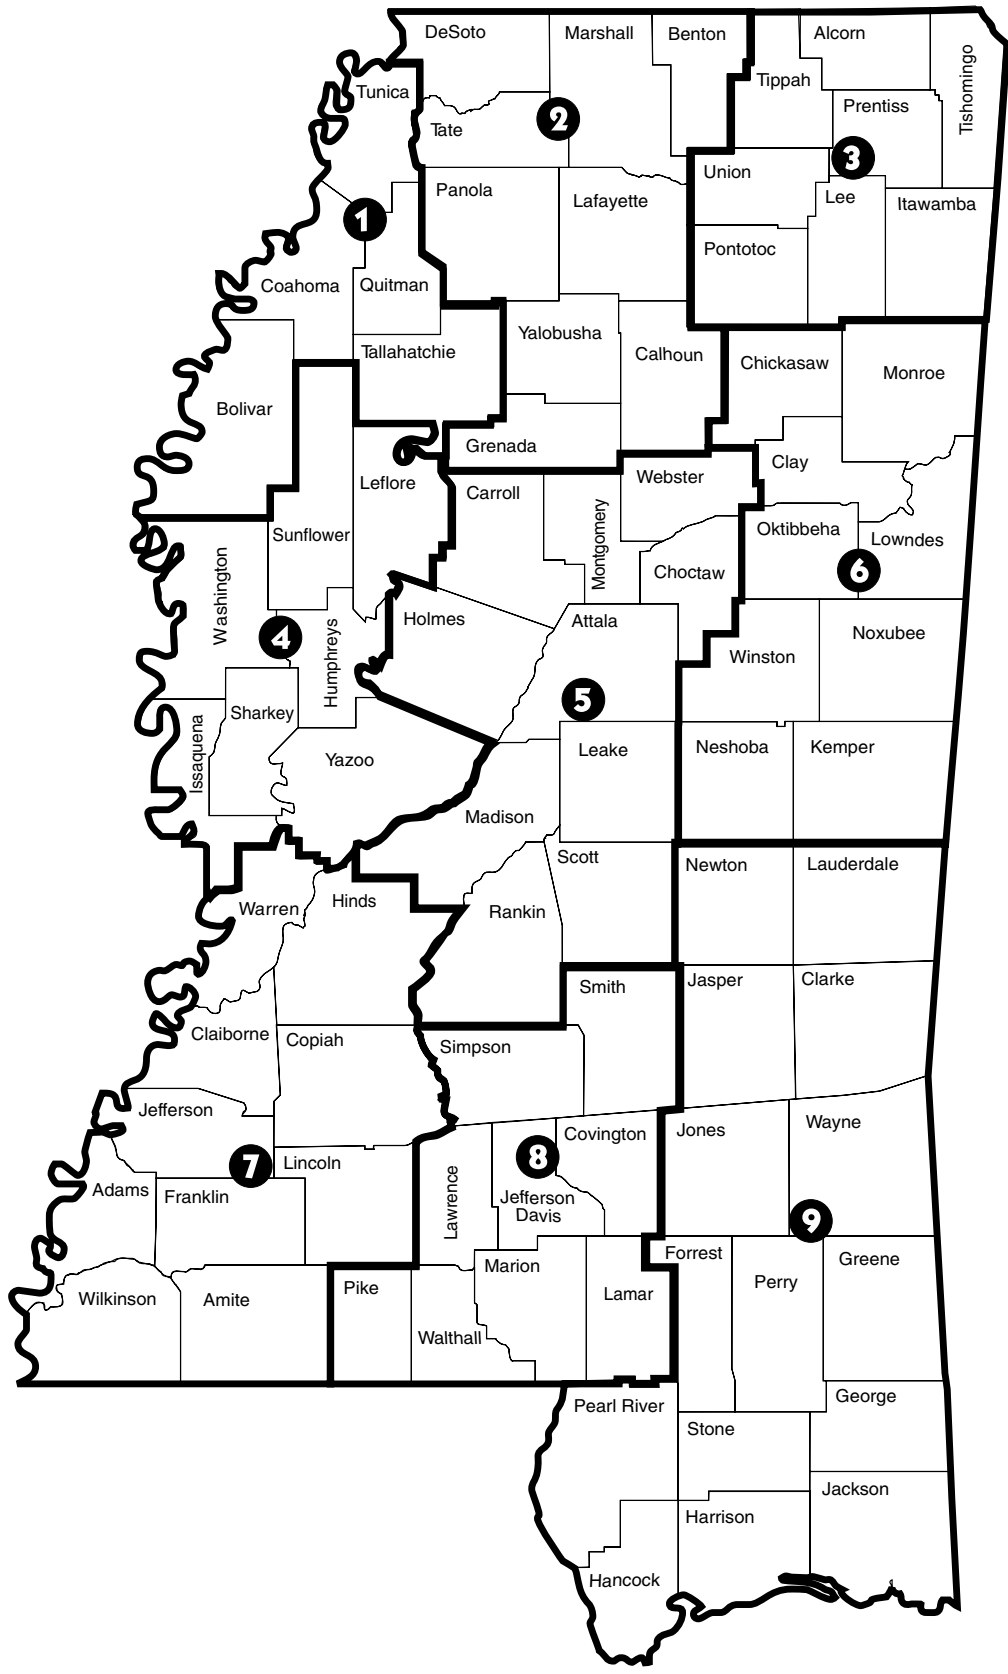 DeSoto
Marshall
Benton
Alcorn
Tippah
Tishomingo
Tunica
Prentiss
Tate
2
3
Union
Panola
Lafayette
Lee
Itawamba
1
Pontotoc
Coahoma
Quitman
Yalobusha
Tallahatchie
Calhoun
Chickasaw
Monroe
Bolivar
Grenada
Clay
Leflore
Carroll
Webster
Montgomery
Sunflower
Oktibbeha
Lowndes
Washington
Choctaw
6
Holmes
Attala
4
Humphreys
Winston
Noxubee
5
Sharkey
Issaquena
Yazoo
Leake
Neshoba
Kemper
Madison
Scott
Newton
Lauderdale
Hinds
Warren
Rankin
Smith
Jasper
Clarke
Claiborne
Copiah
Simpson
Jefferson
Covington
Jones
Wayne
7
Lincoln
8
Adams
Franklin
Lawrence
Jefferson
Davis
9
Forrest
Greene
Marion
Perry
Wilkinson
Amite
Pike
Lamar
Walthall
Pearl River
George
Stone
Jackson
Harrison
Hancock